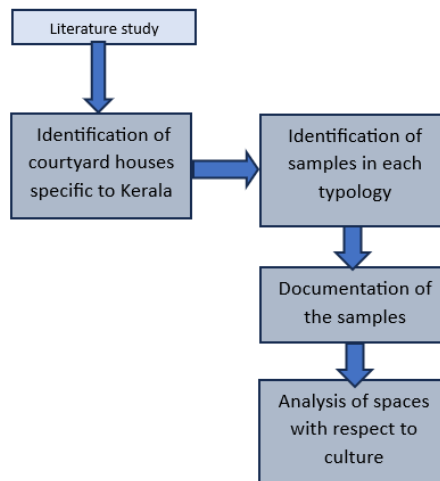 Literature study
Identification of
courtyard houses
specific to Kerala
Identification of
samples in each
typology
Documentation of
the samples
Analysis of spaces
with respect to
culture